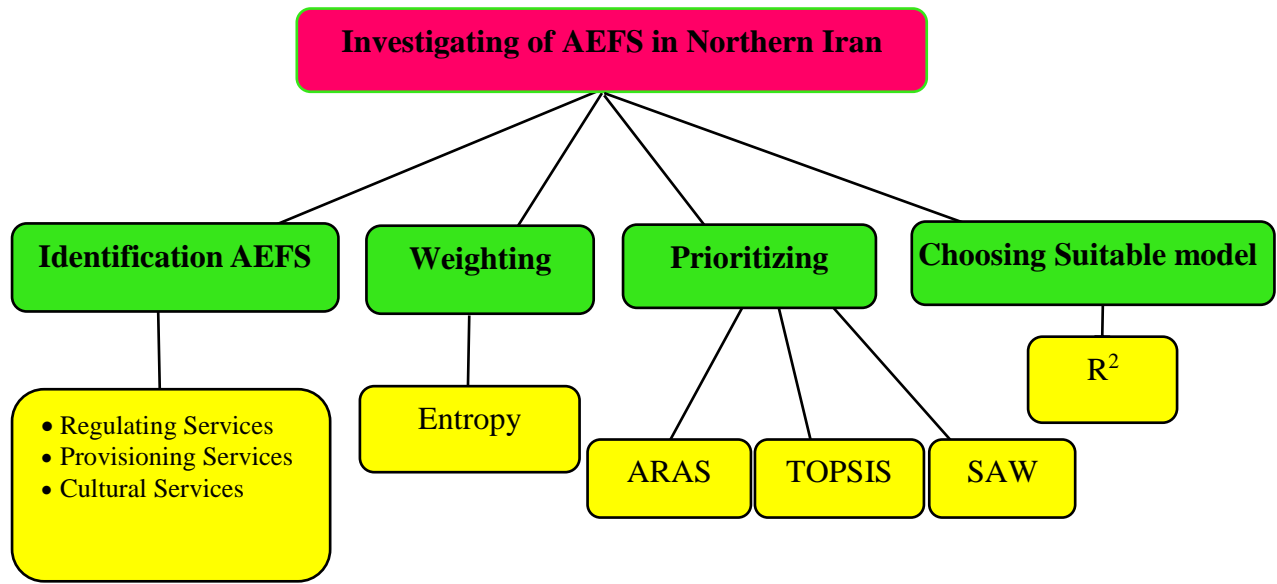 Investigating of AEFS in Northern Iran
Identification AEFS
Weighting
Prioritizing
Choosing Suitable model
• Regulating Services
• Provisioning Services
• Cultural Services
Entropy
ARAS
TOPSIS
SAW
R²